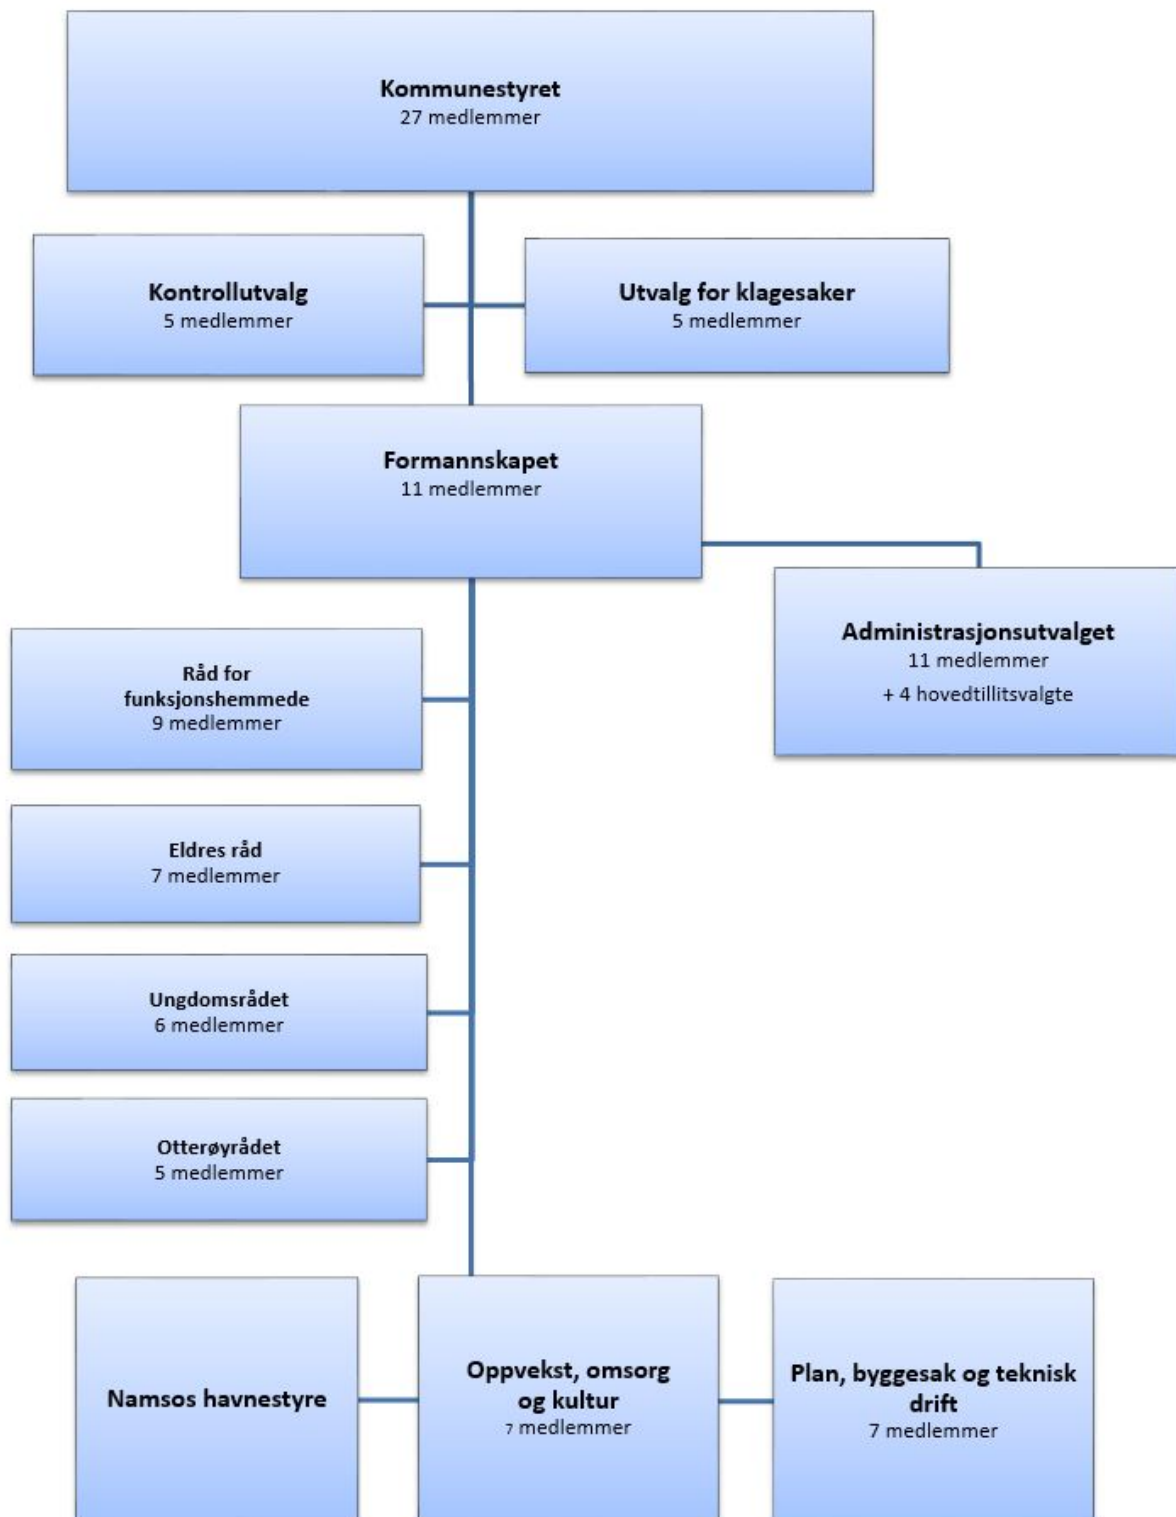 Kommunestyret
27 medlemmer
Kontrollutvalg
5 medlemmer
Utvalg for klagesaker
5 medlemmer
Formannskapet
11 medlemmer
Administrasjonsutvalget
11 medlemmer
+ 4 hovedtillitsvalgte
Råd for
funksjonshemmede
9 medlemmer
Eldres råd
7 medlemmer
Ungdomsrådet
6 medlemmer
Otterøyrådet
5 medlemmer
Namsos havnestyre
Oppvekst, omsorg
og kultur
7 medlemmer
Plan, byggesak og teknisk
drift
7 medlemmer